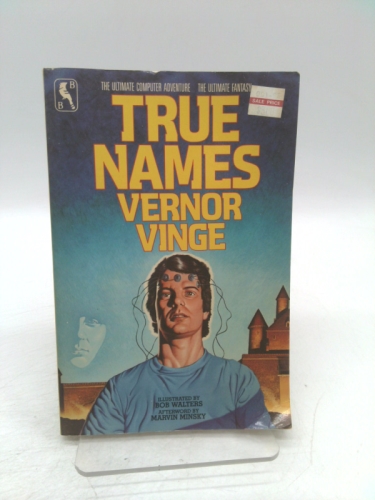 THE ULTIMATE COMPUTER ADVENTURE THE ULTIMATE FANTASY
SALE PRICE
B B
TRUE
NAMES
VERNOR
VINGE
ILLUSTRATED BY
BOB WALTERS
AFTERWORD BY
MARVIN MINSKY